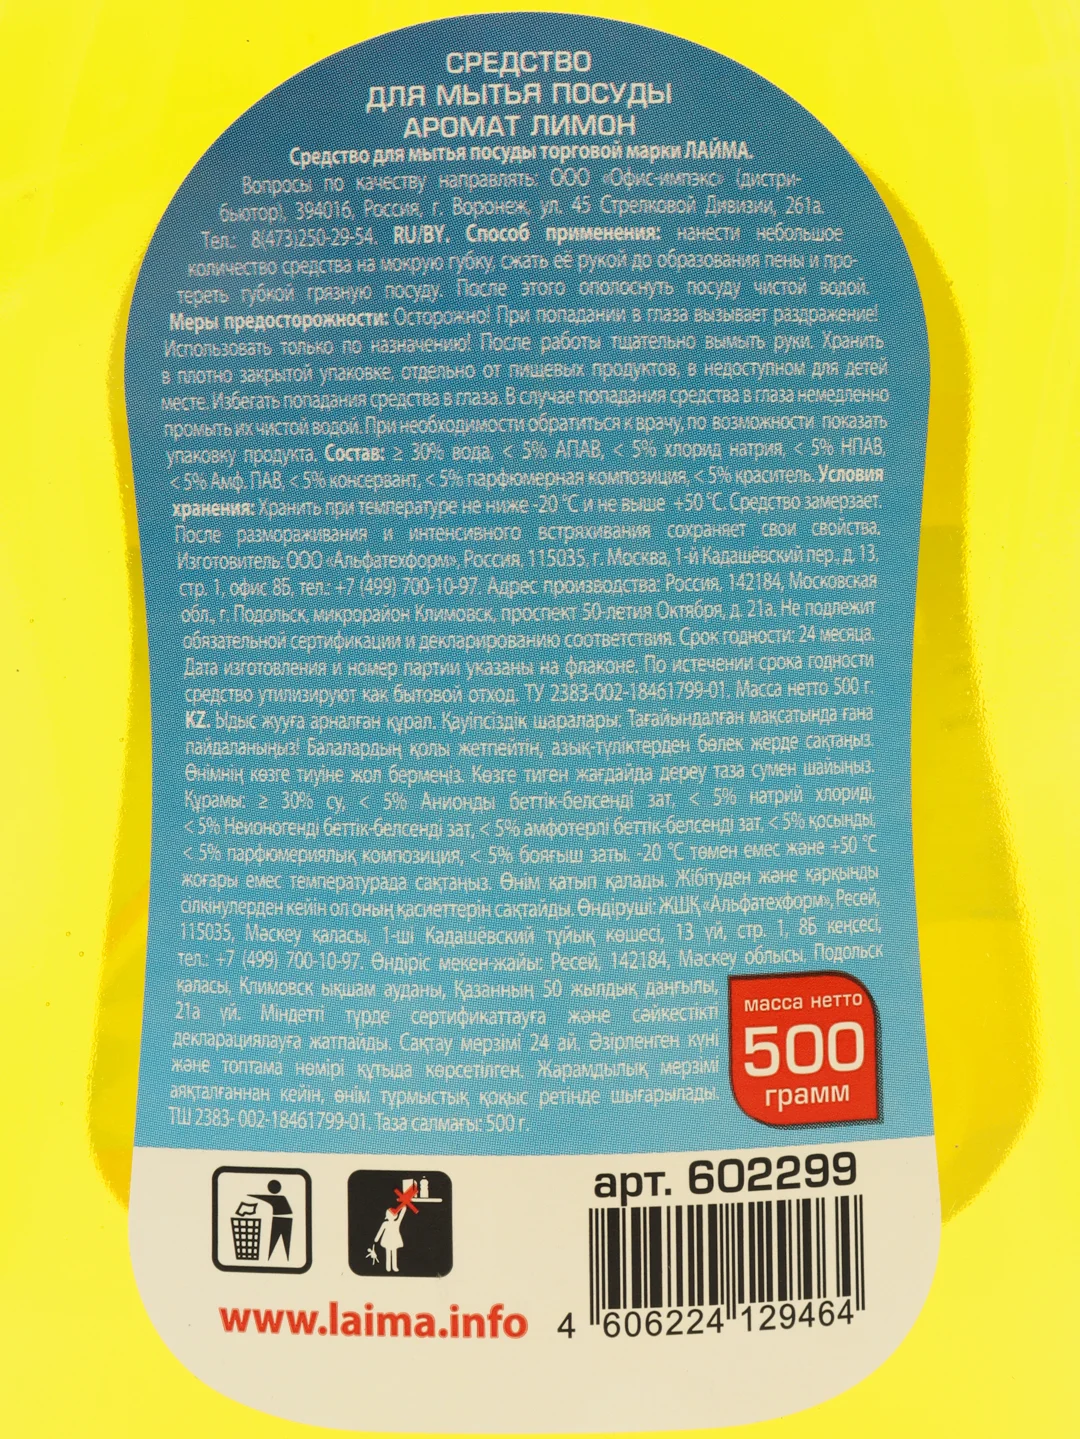 СРЕДСТВО
ДЛЯ МЫТЬЯ ПОСУДЫ
АРОМАТ ЛИМОН
Средство для мытья посуды торговой марки ЛАЙМА.
Вопросы по качеству направлять: ООО «Офис-импэкс» (дистри-
бьютор), 394016, Россия, г. Воронеж, ул. 45 Стрелковой Дивизии, 261а.
Тел.: 8(473)250-29-54. RU/BY. Способ применения: нанести небольшое
количество средства на мокрую губку, сжать её рукой до образования пены и про-
тереть губкой грязную посуду. После этого ополоснуть посуду чистой водой.
Меры предосторожности: Осторожно! При попадании в глаза вызывает раздражение!
Использовать только по назначению! После работы тщательно вымыть руки. Хранить
в плотно закрытой упаковке, отдельно от пищевых продуктов, в недоступном для детей
месте. Избегать попадания средства в глаза. В случае попадания средства в глаза немедленно
промыть их чистой водой. При необходимости обратиться к врачу, по возможности показать
упаковку продукта. Состав: ≥ 30% вода, < 5% АПАВ, < 5% хлорид натрия, < 5% НПАВ,
< 5% Амф. ПАВ, < 5% консервант, < 5% парфюмерная композиция, < 5% краситель. Условия
хранения: Хранить при температуре не ниже -20 °С и не выше +50 °С. Средство замерзает.
После размораживания и интенсивного встряхивания сохраняет свои свойства.
Изготовитель: ООО «Альфатехформ», Россия, 115035, г. Москва, 1-й Кадашёвский пер., д. 13,
стр. 1, офис 8Б, тел.: +7 (499) 700-10-97. Адрес производства: Россия, 142184, Московская
обл., г. Подольск, микрорайон Климовск, проспект 50-летия Октября, д. 21а. Не подлежит
обязательной сертификации и декларированию соответствия. Срок годности: 24 месяца.
Дата изготовления и номер партии указаны на флаконе. По истечении срока годности
средство утилизируют как бытовой отход. ТУ 2383-002-18461799-01. Масса нетто 500 г.
KZ. Ыдыс жууға арналған құрал. Қауіпсіздік шаралары: Тағайындалған мақсатында ғана
пайдаланыңыз! Балалардың қолы жетпейтін, азық-түліктерден бөлек жерде сақтаңыз.
Өнімнің көзге тиуіне жол бермеңіз. Көзге тиген жағдайда дереу таза сумен шайыңыз.
Құрамы: ≥ 30% су, < 5% Анионды беттік-белсенді зат, < 5% натрий хлориді,
< 5% Неионогенді беттік-белсенді зат, < 5% амфотерлі беттік-белсенді зат, < 5% қосынды,
< 5% парфюмериялық композиция, < 5% бояғыш заты. -20 °С төмен емес және +50 °С
жоғары емес температурада сақтаңыз. Өнім қатып қалады. Жібітуден және қарқынды
сілкінулерден кейін ол оның қасиеттерін сақтайды. Өндіруші: ЖШҚ «Альфатехформ», Ресей,
115035, Мәскеу қаласы, 1-ші Кадашёвский тұйық көшесі, 13 үй, стр. 1, 8Б кеңсесі,
тел.: +7 (499) 700-10-97. Өндіріс мекен-жайы: Ресей, 142184, Мәскеу облысы, Подольск
қаласы, Климовск ықшам ауданы, Қазанның 50 жылдық даңғылы,
21а үй. Міндетті түрде сертификаттауға және сәйкестікті
декларациялауға жатпайды. Сақтау мерзімі 24 ай. Әзірленген күні
және топтама нөмірі құтыда көрсетілген. Жарамдылық мерзімі
аяқталғаннан кейін, өнім тұрмыстық қоқыс ретінде шығарылады.
ТШ 2383- 002-18461799-01. Таза салмағы: 500 г.
масса нетто
500
грамм
арт. 602299
www.laima.info
4 606224 129464